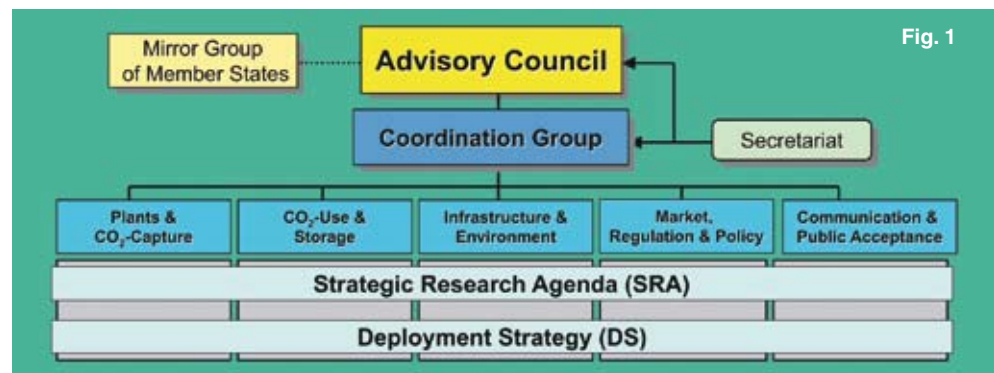 Fig. 1
Mirror Group
of Member States
Advisory Council
Coordination Group
Secretariat
Plants &
CO₂-Capture
CO₂-Use &
Storage
Infrastructure &
Environment
Market,
Regulation & Policy
Communication &
Public Acceptance
Strategic Research Agenda (SRA)
Deployment Strategy (DS)